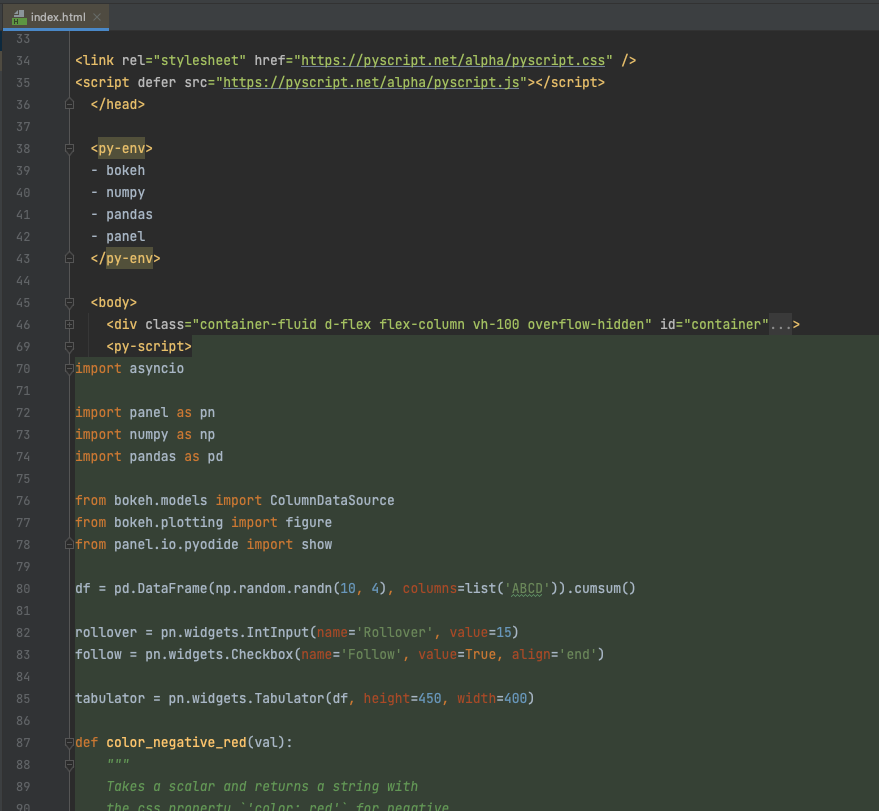 index.html
33
34 <link rel="stylesheet" href="https://pyscript.net/alpha/pyscript.css" />
35 <script defer src="https://pyscript.net/alpha/pyscript.js"></script>
36   </head>
37
38   <py-env>
39   - bokeh
40   - numpy
41   - pandas
42   - panel
43   </py-env>
44
45   <body>
46     <div class="container-fluid d-flex flex-column vh-100 overflow-hidden" id="container"...>
69     <py-script>
70 import asyncio
71
72 import panel as pn
73 import numpy as np
74 import pandas as pd
75
76 from bokeh.models import ColumnDataSource
77 from bokeh.plotting import figure
78 from panel.io.pyodide import show
79
80 df = pd.DataFrame(np.random.randn(10, 4), columns=list('ABCD')).cumsum()
81
82 rollover = pn.widgets.IntInput(name='Rollover', value=15)
83 follow = pn.widgets.Checkbox(name='Follow', value=True, align='end')
84
85 tabulator = pn.widgets.Tabulator(df, height=450, width=400)
86
87 def color_negative_red(val):
88     """
89     Takes a scalar and returns a string with
90     the css property `'color: red'` for negative